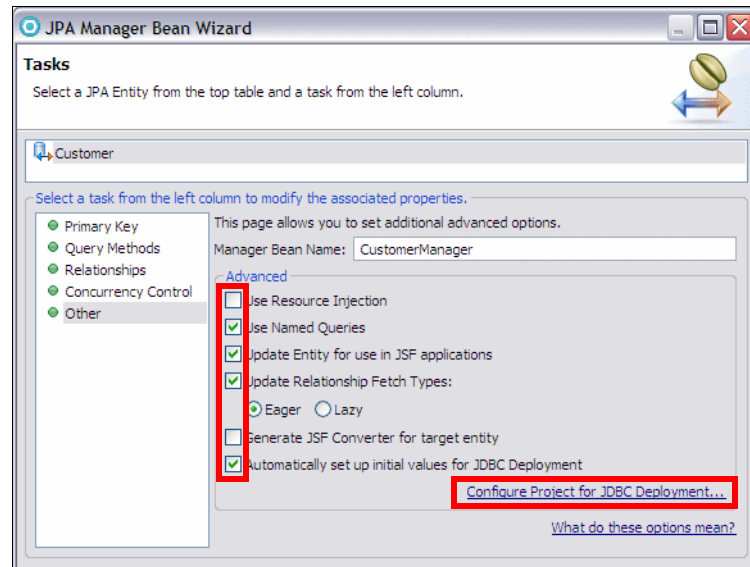 JPA Manager Bean Wizard
Tasks
Select a JPA Entity from the top table and a task from the left column.
Customer
Select a task from the left column to modify the associated properties.
Primary Key
Query Methods
Relationships
Concurrency Control
Other
This page allows you to set additional advanced options.
Manager Bean Name: CustomerManager
Advanced
Use Resource Injection
Use Named Queries
Update Entity for use in JSF applications
Update Relationship Fetch Types:
Eager Lazy
Generate JSF Converter for target entity
Automatically set up initial values for JDBC Deployment
Configure Project for JDBC Deployment...
What do these options mean?